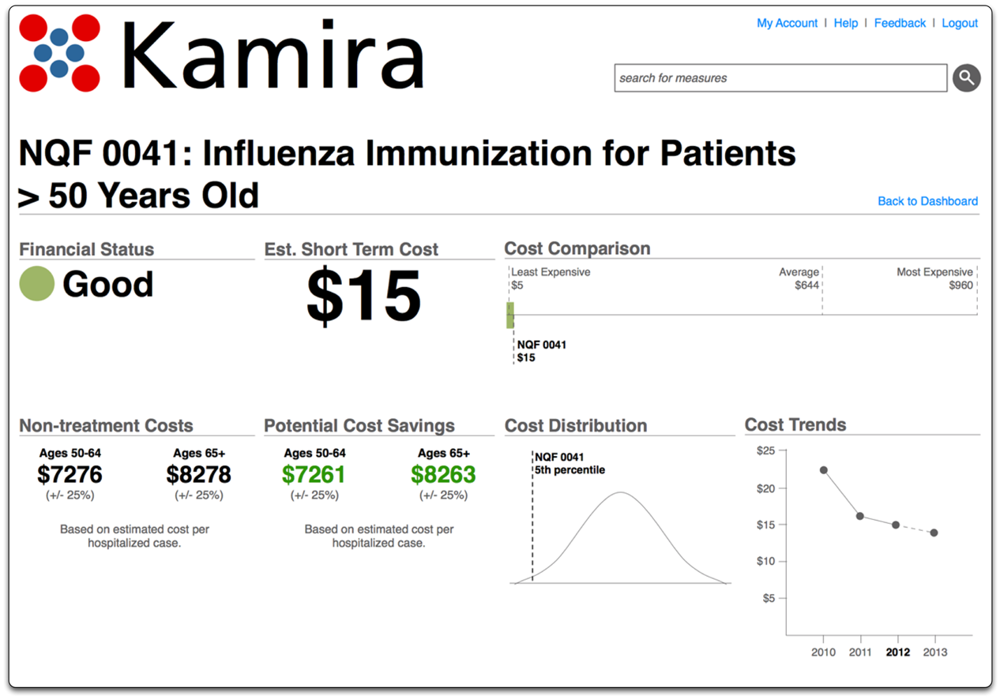 Kamira
My Account | Help | Feedback | Logout
search for measures
NQF 0041: Influenza Immunization for Patients
> 50 Years Old
Back to Dashboard
Financial Status
Good
Est. Short Term Cost
$15
Cost Comparison
Least Expensive
$5
Average
$644
Most Expensive
$960
NQF 0041
$15
Non-treatment Costs
Ages 50-64
$7276
(+/- 25%)
Ages 65+
$8278
(+/- 25%)
Based on estimated cost per
hospitalized case.
Potential Cost Savings
Ages 50-64
$7261
(+/- 25%)
Ages 65+
$8263
(+/- 25%)
Based on estimated cost per
hospitalized case.
Cost Distribution
NQF 0041
5th percentile
Cost Trends
$25
$20
$15
$10
$5
2010 2011 2012 2013